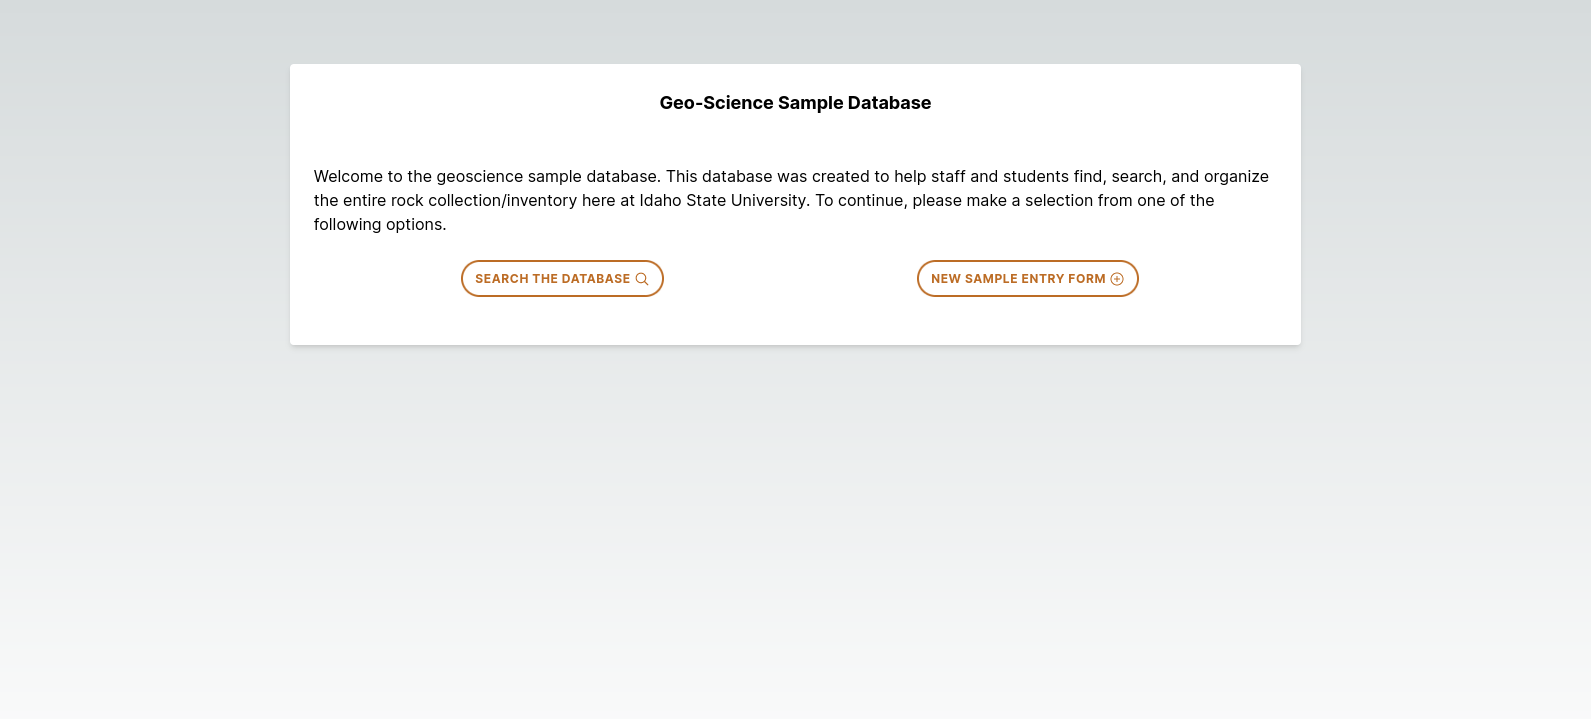 Geo-Science Sample Database
Welcome to the geoscience sample database. This database was created to help staff and students find, search, and organize
the entire rock collection/inventory here at Idaho State University. To continue, please make a selection from one of the
following options.
SEARCH THE DATABASE
NEW SAMPLE ENTRY FORM